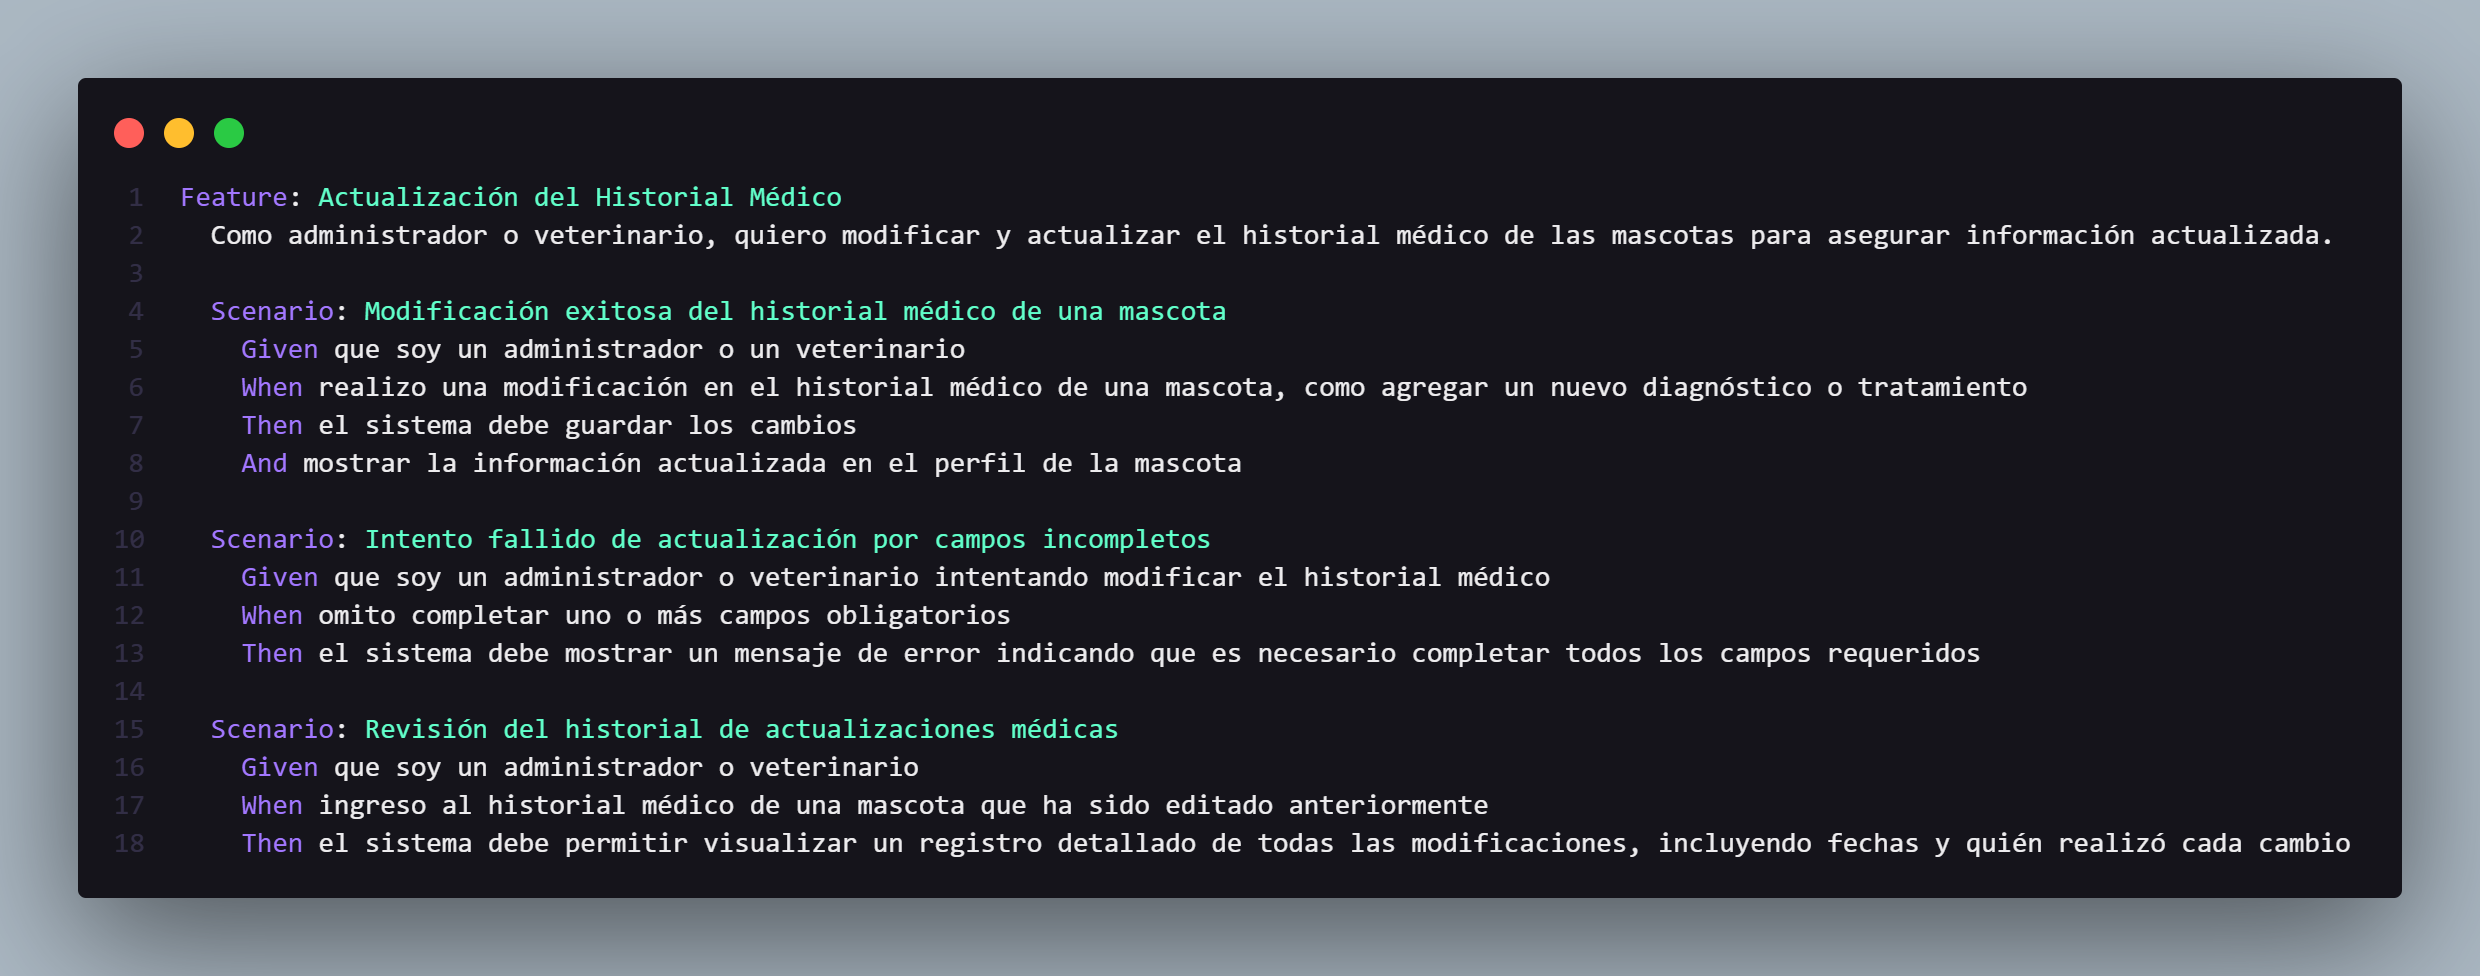 1 Feature: Actualización del Historial Médico
2 Como administrador o veterinario, quiero modificar y actualizar el historial médico de las mascotas para asegurar información actualizada.
3
4 Scenario: Modificación exitosa del historial médico de una mascota
5 Given que soy un administrador o un veterinario
6 When realizo una modificación en el historial médico de una mascota, como agregar un nuevo diagnóstico o tratamiento
7 Then el sistema debe guardar los cambios
8 And mostrar la información actualizada en el perfil de la mascota
9
10 Scenario: Intento fallido de actualización por campos incompletos
11 Given que soy un administrador o veterinario intentando modificar el historial médico
12 When omito completar uno o más campos obligatorios
13 Then el sistema debe mostrar un mensaje de error indicando que es necesario completar todos los campos requeridos
14
15 Scenario: Revisión del historial de actualizaciones médicas
16 Given que soy un administrador o veterinario
17 When ingreso al historial médico de una mascota que ha sido editado anteriormente
18 Then el sistema debe permitir visualizar un registro detallado de todas las modificaciones, incluyendo fechas y quién realizó cada cambio